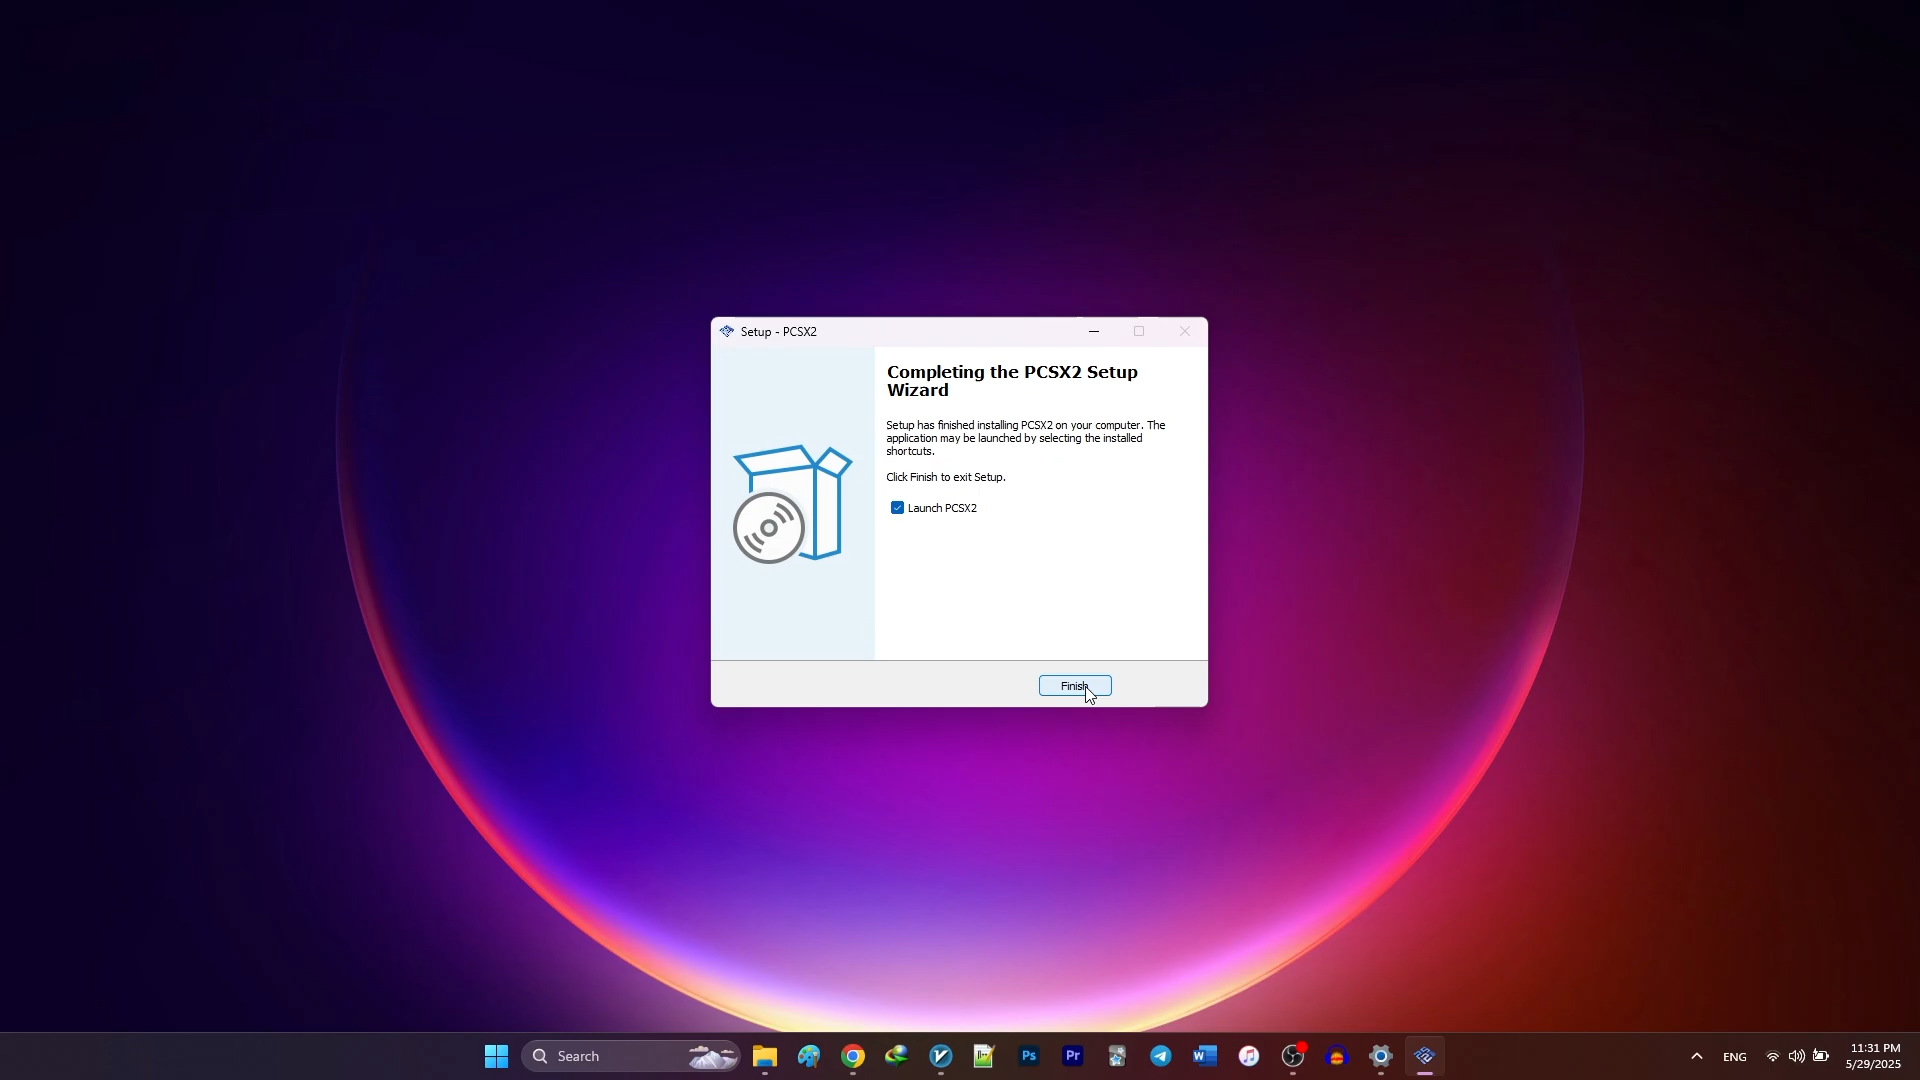 Setup - PCSX2
Completing the PCSX2 Setup
Wizard
Setup has finished installing PCSX2 on your computer. The
application may be launched by selecting the installed
shortcuts.
Click Finish to exit Setup.
Launch PCSX2
Finish
Search
Ps
Pr
W
ENG
11:31 PM
5/29/2025